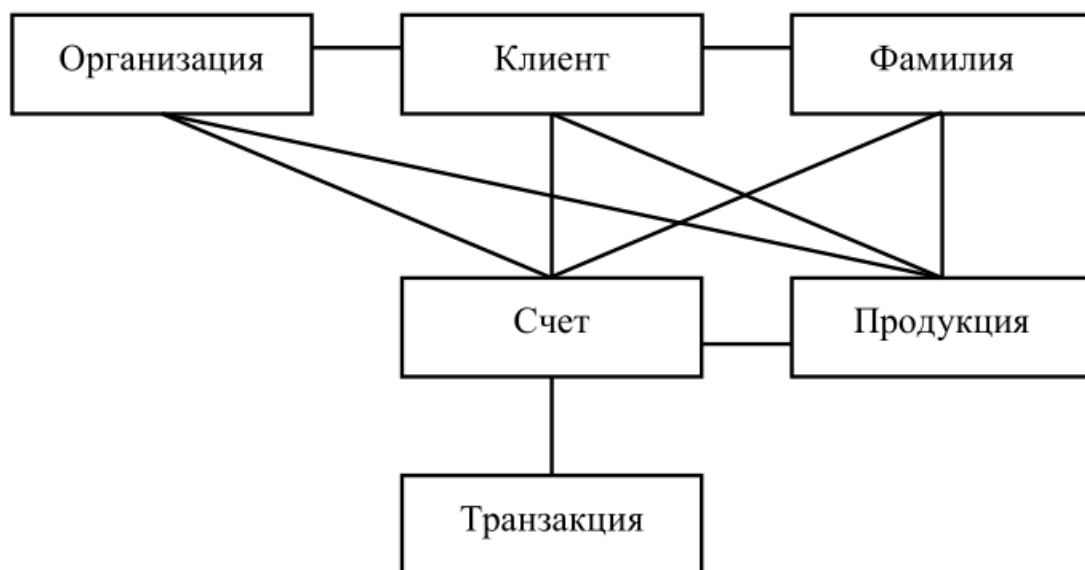 Организация
Клиент
Фамилия
Счет
Продукция
Транзакция